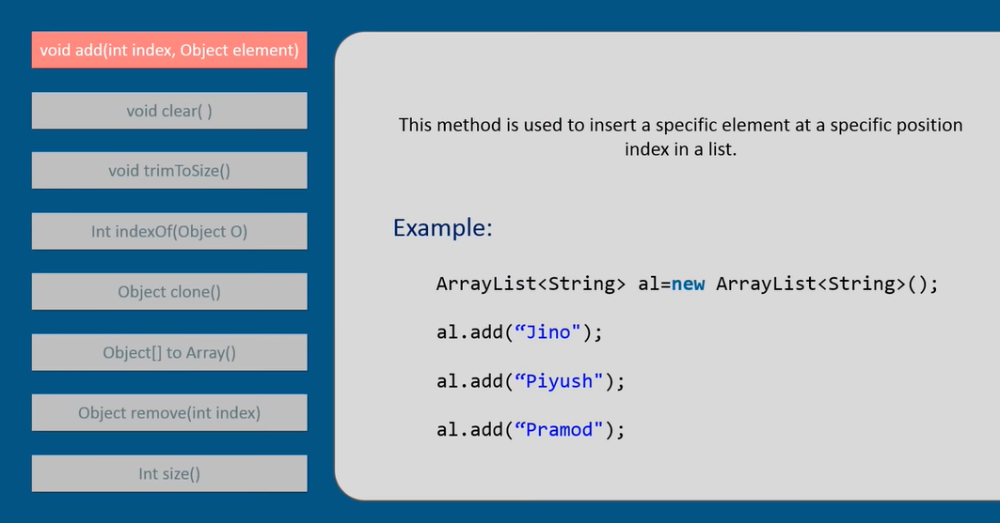 void add(int index, Object element)
void clear( )
void trimToSize()
Int indexOf(Object O)
Object clone()
Object[] to Array()
Object remove(int index)
Int size()
This method is used to insert a specific element at a specific position
index in a list.
Example:
ArrayList<String> al=new ArrayList<String>();
al.add(“Jino");
al.add(“Piyush");
al.add(“Pramod");